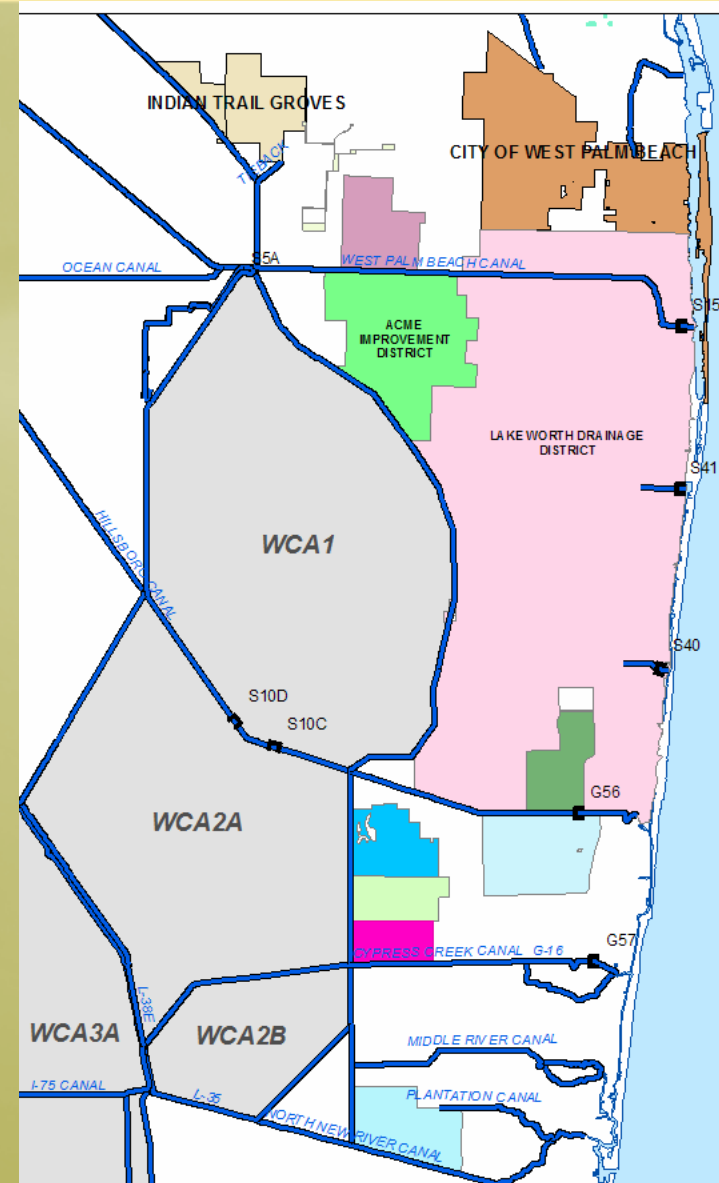 INDIAN TRAIL GROVES
CITY OF WEST PALM BEACH
TIEBACK
S5A
OCEAN CANAL
WEST PALM BEACH CANAL
ACME
IMPROVEMENT
DISTRICT
LAKE WORTH DRAINAGE
DISTRICT
S41
WCA1
HILLSBORO CANAL
S40
S10D
S10C
G56
WCA2A
G57
CYPRESS CREEK CANAL G-16
L-38E
WCA3A
WCA2B
MIDDLE RIVER CANAL
I-75 CANAL
L-35
PLANTATION CANAL
NORTH NEW RIVER CANAL